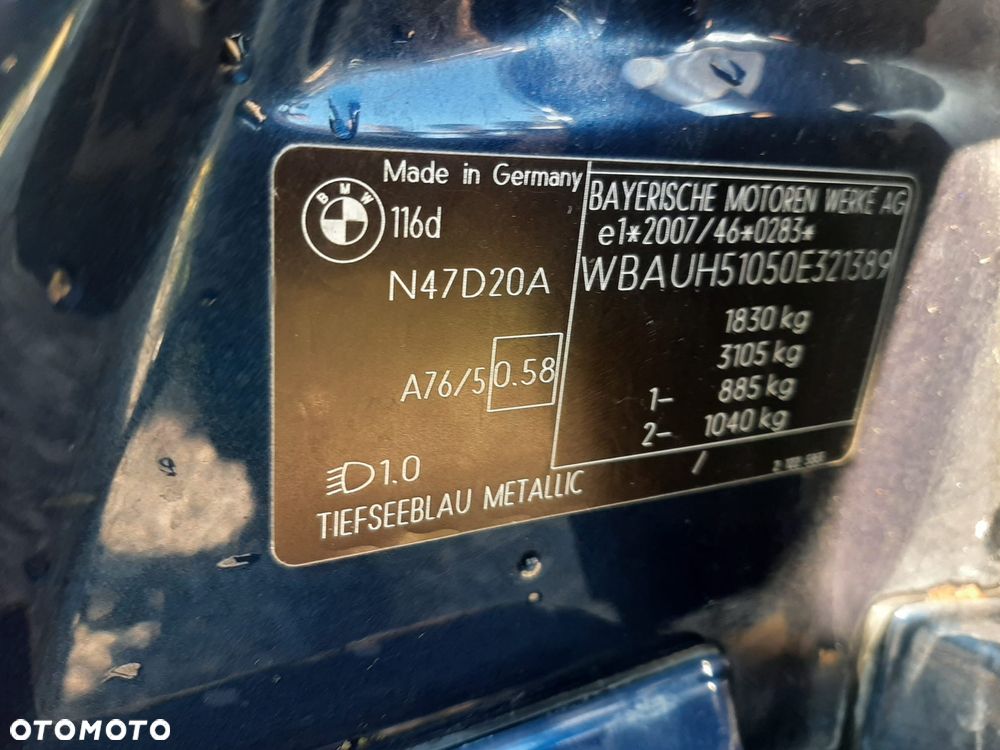 Made in Germany
BMW
116d
N47D20A
A76/5 0.58
1.0
TIEFSEEBLAU METALLIC
BAYERISCHE MOTOREN WERKE AG
e1*2007/46*0283*
WBAUH51050E321389
1830 kg
3105 kg
1- 885 kg
2- 1040 kg
/
OTOMOTO